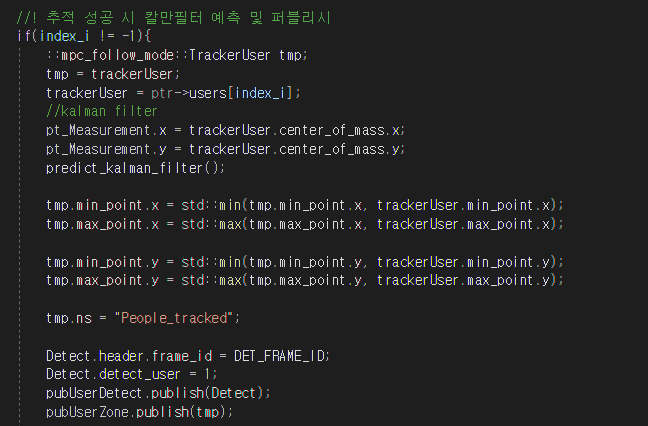 //! 추적 성공 시 칼만필터 예측 및 퍼블리시
if(index_i != -1){
::mpc_follow_mode::TrackerUser tmp;
tmp = trackerUser;
trackerUser = ptr->users[index_i];
//kalman filter
pt_Measurement.x = trackerUser.center_of_mass.x;
pt_Measurement.y = trackerUser.center_of_mass.y;
predict_kalman_filter();
tmp.min_point.x = std::min(tmp.min_point.x, trackerUser.min_point.x);
tmp.max_point.x = std::max(tmp.max_point.x, trackerUser.max_point.x);
tmp.min_point.y = std::min(tmp.min_point.y, trackerUser.min_point.y);
tmp.max_point.y = std::max(tmp.max_point.y, trackerUser.max_point.y);
tmp.ns = "People_tracked";
Detect.header.frame_id = DET_FRAME_ID;
Detect.detect_user = 1;
pubUserDetect.publish(Detect);
pubUserZone.publish(tmp);